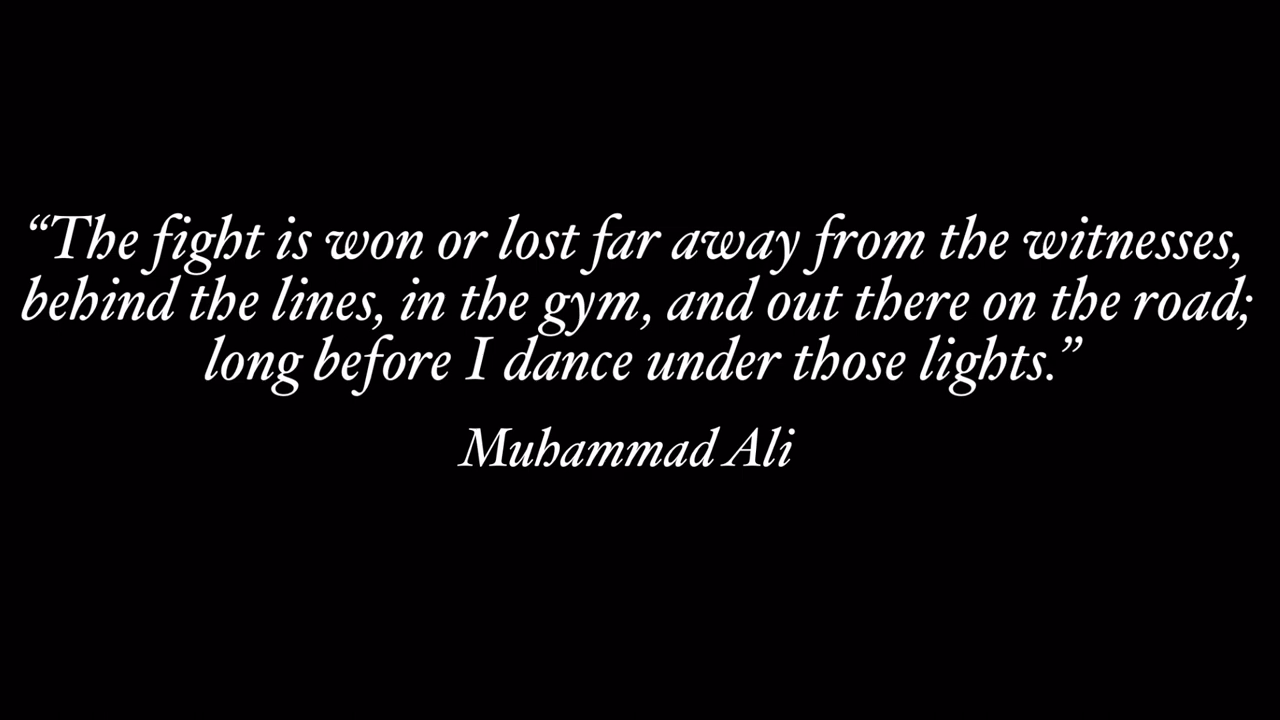 “The fight is won or lost far away from the witnesses,
behind the lines, in the gym, and out there on the road;
long before I dance under those lights.”
Muhammad Ali